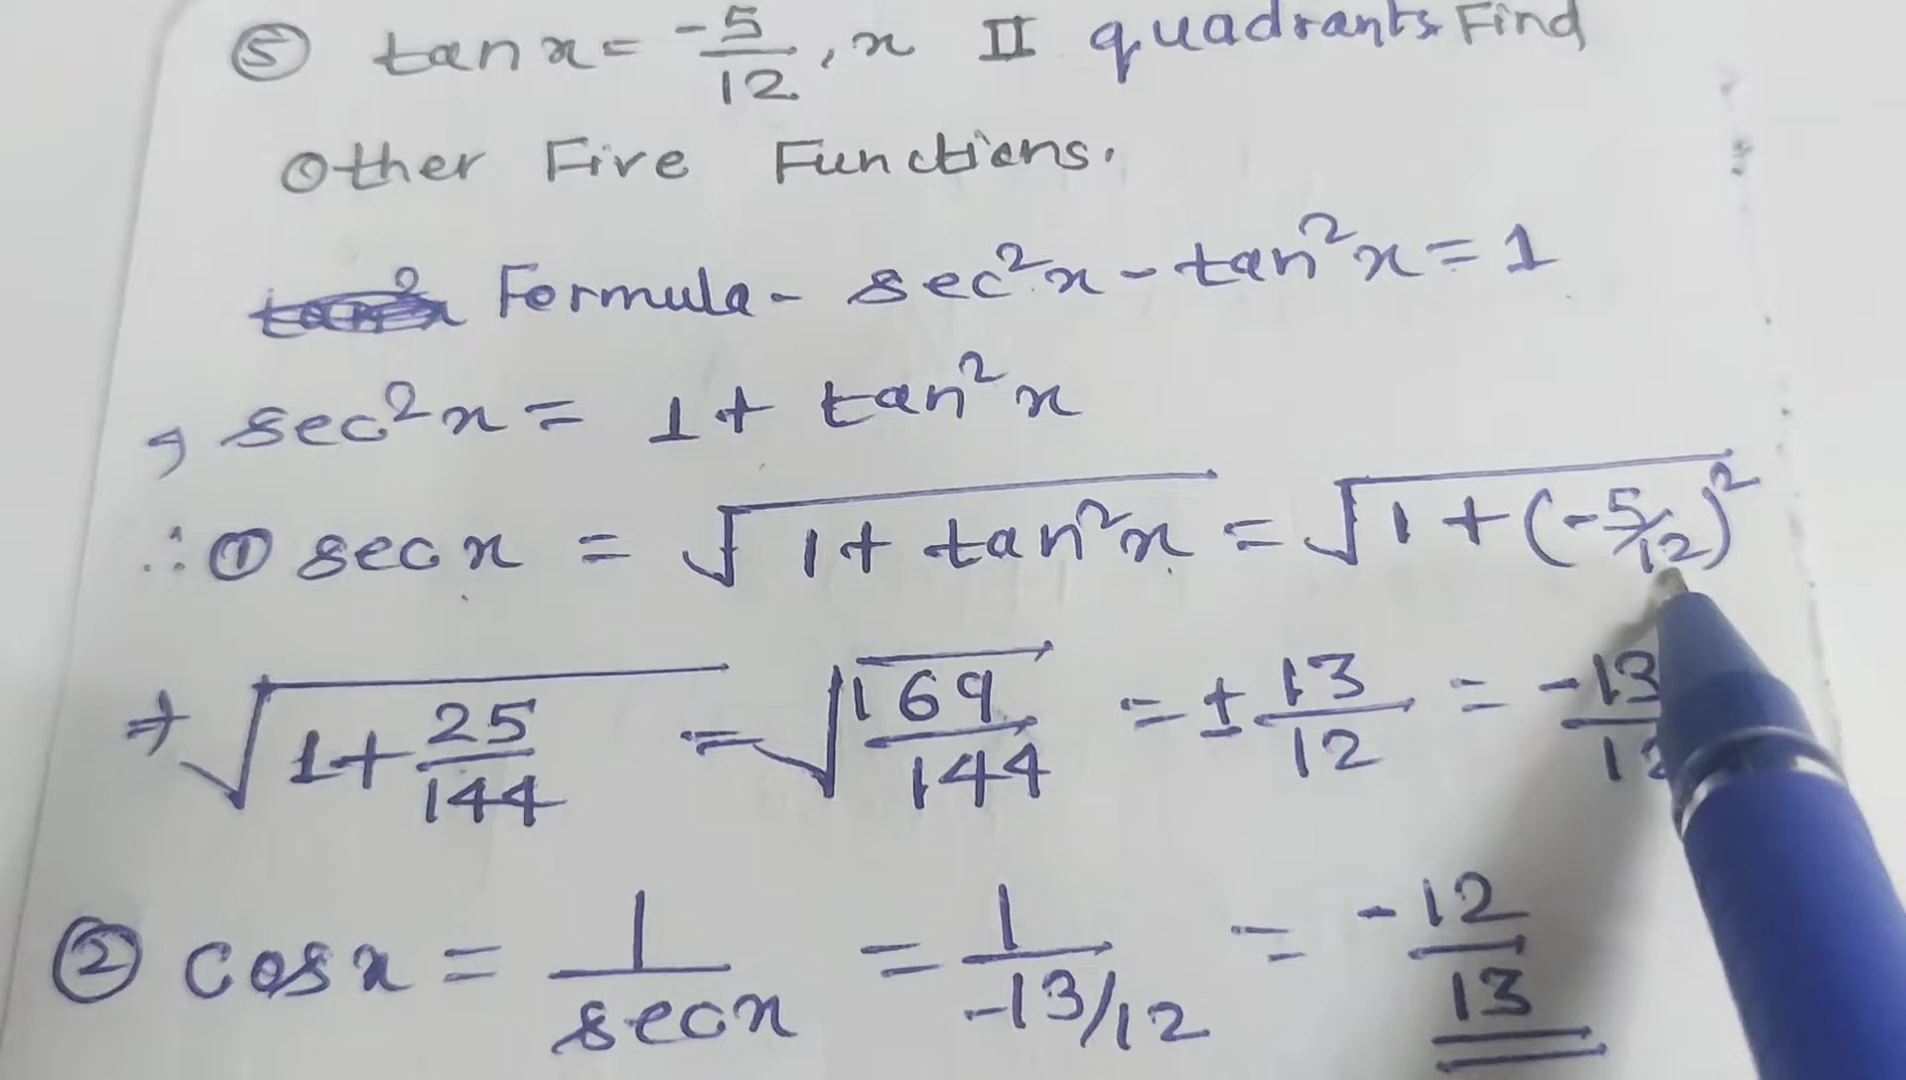 ⑤ tan x = -5/12, x II quadrants Find
Other Five Functions.
Formula - sec²x - tan²x = 1
sec²x = 1 + tan²x
∴ ① sec x = √(1 + tan²x) = √(1 + (-5/12)²)
→ √(1 + 25/144) = √(169/144) = ± 13/12 = -13/12
② cos x = 1/sec x = 1/(-13/12) = -12/13